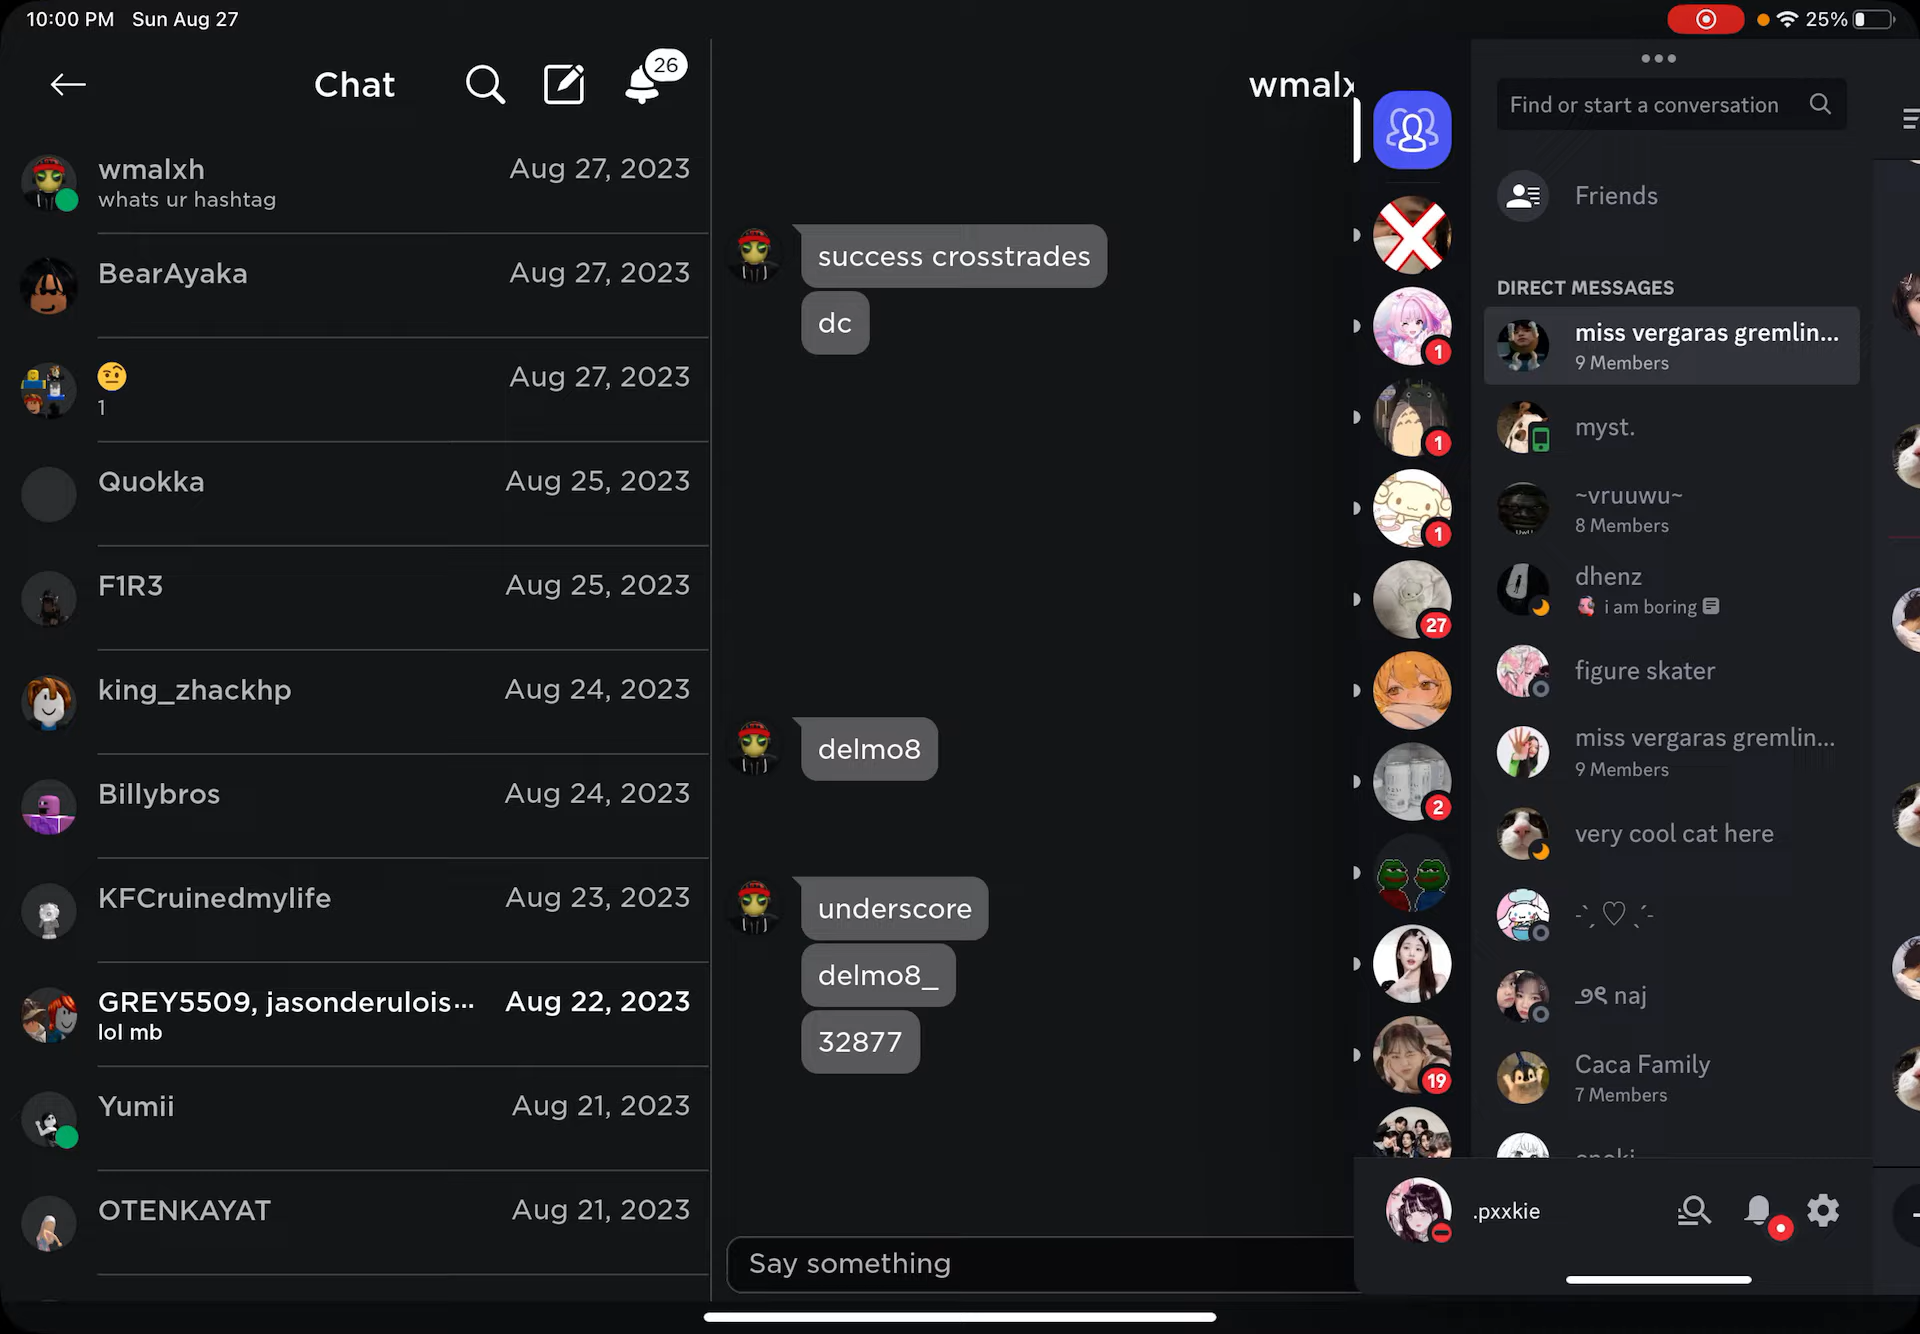 10:00 PM Sun Aug 27
25%
Chat
26
wmalxh
Aug 27, 2023
whats ur hashtag
BearAyaka
Aug 27, 2023
Aug 27, 2023
1
Quokka
Aug 25, 2023
F1R3
Aug 25, 2023
king_zhackhp
Aug 24, 2023
Billybros
Aug 24, 2023
KFCruinedmylife
Aug 23, 2023
GREY5509, jasonderulois...
Aug 22, 2023
lol mb
Yumii
Aug 21, 2023
OTENKAYAT
Aug 21, 2023
wmalx
success crosstrades
dc
delmo8
underscore
delmo8_
32877
Say something
1
1
1
27
2
19
Find or start a conversation
Friends
DIRECT MESSAGES
miss vergaras gremlin...
9 Members
myst.
~vruuwu~
8 Members
dhenz
i am boring
figure skater
miss vergaras gremlin...
9 Members
very cool cat here
-ˋˏ ♡ ˎˊ-
୨ৎ naj
Caca Family
7 Members
.pxxkie